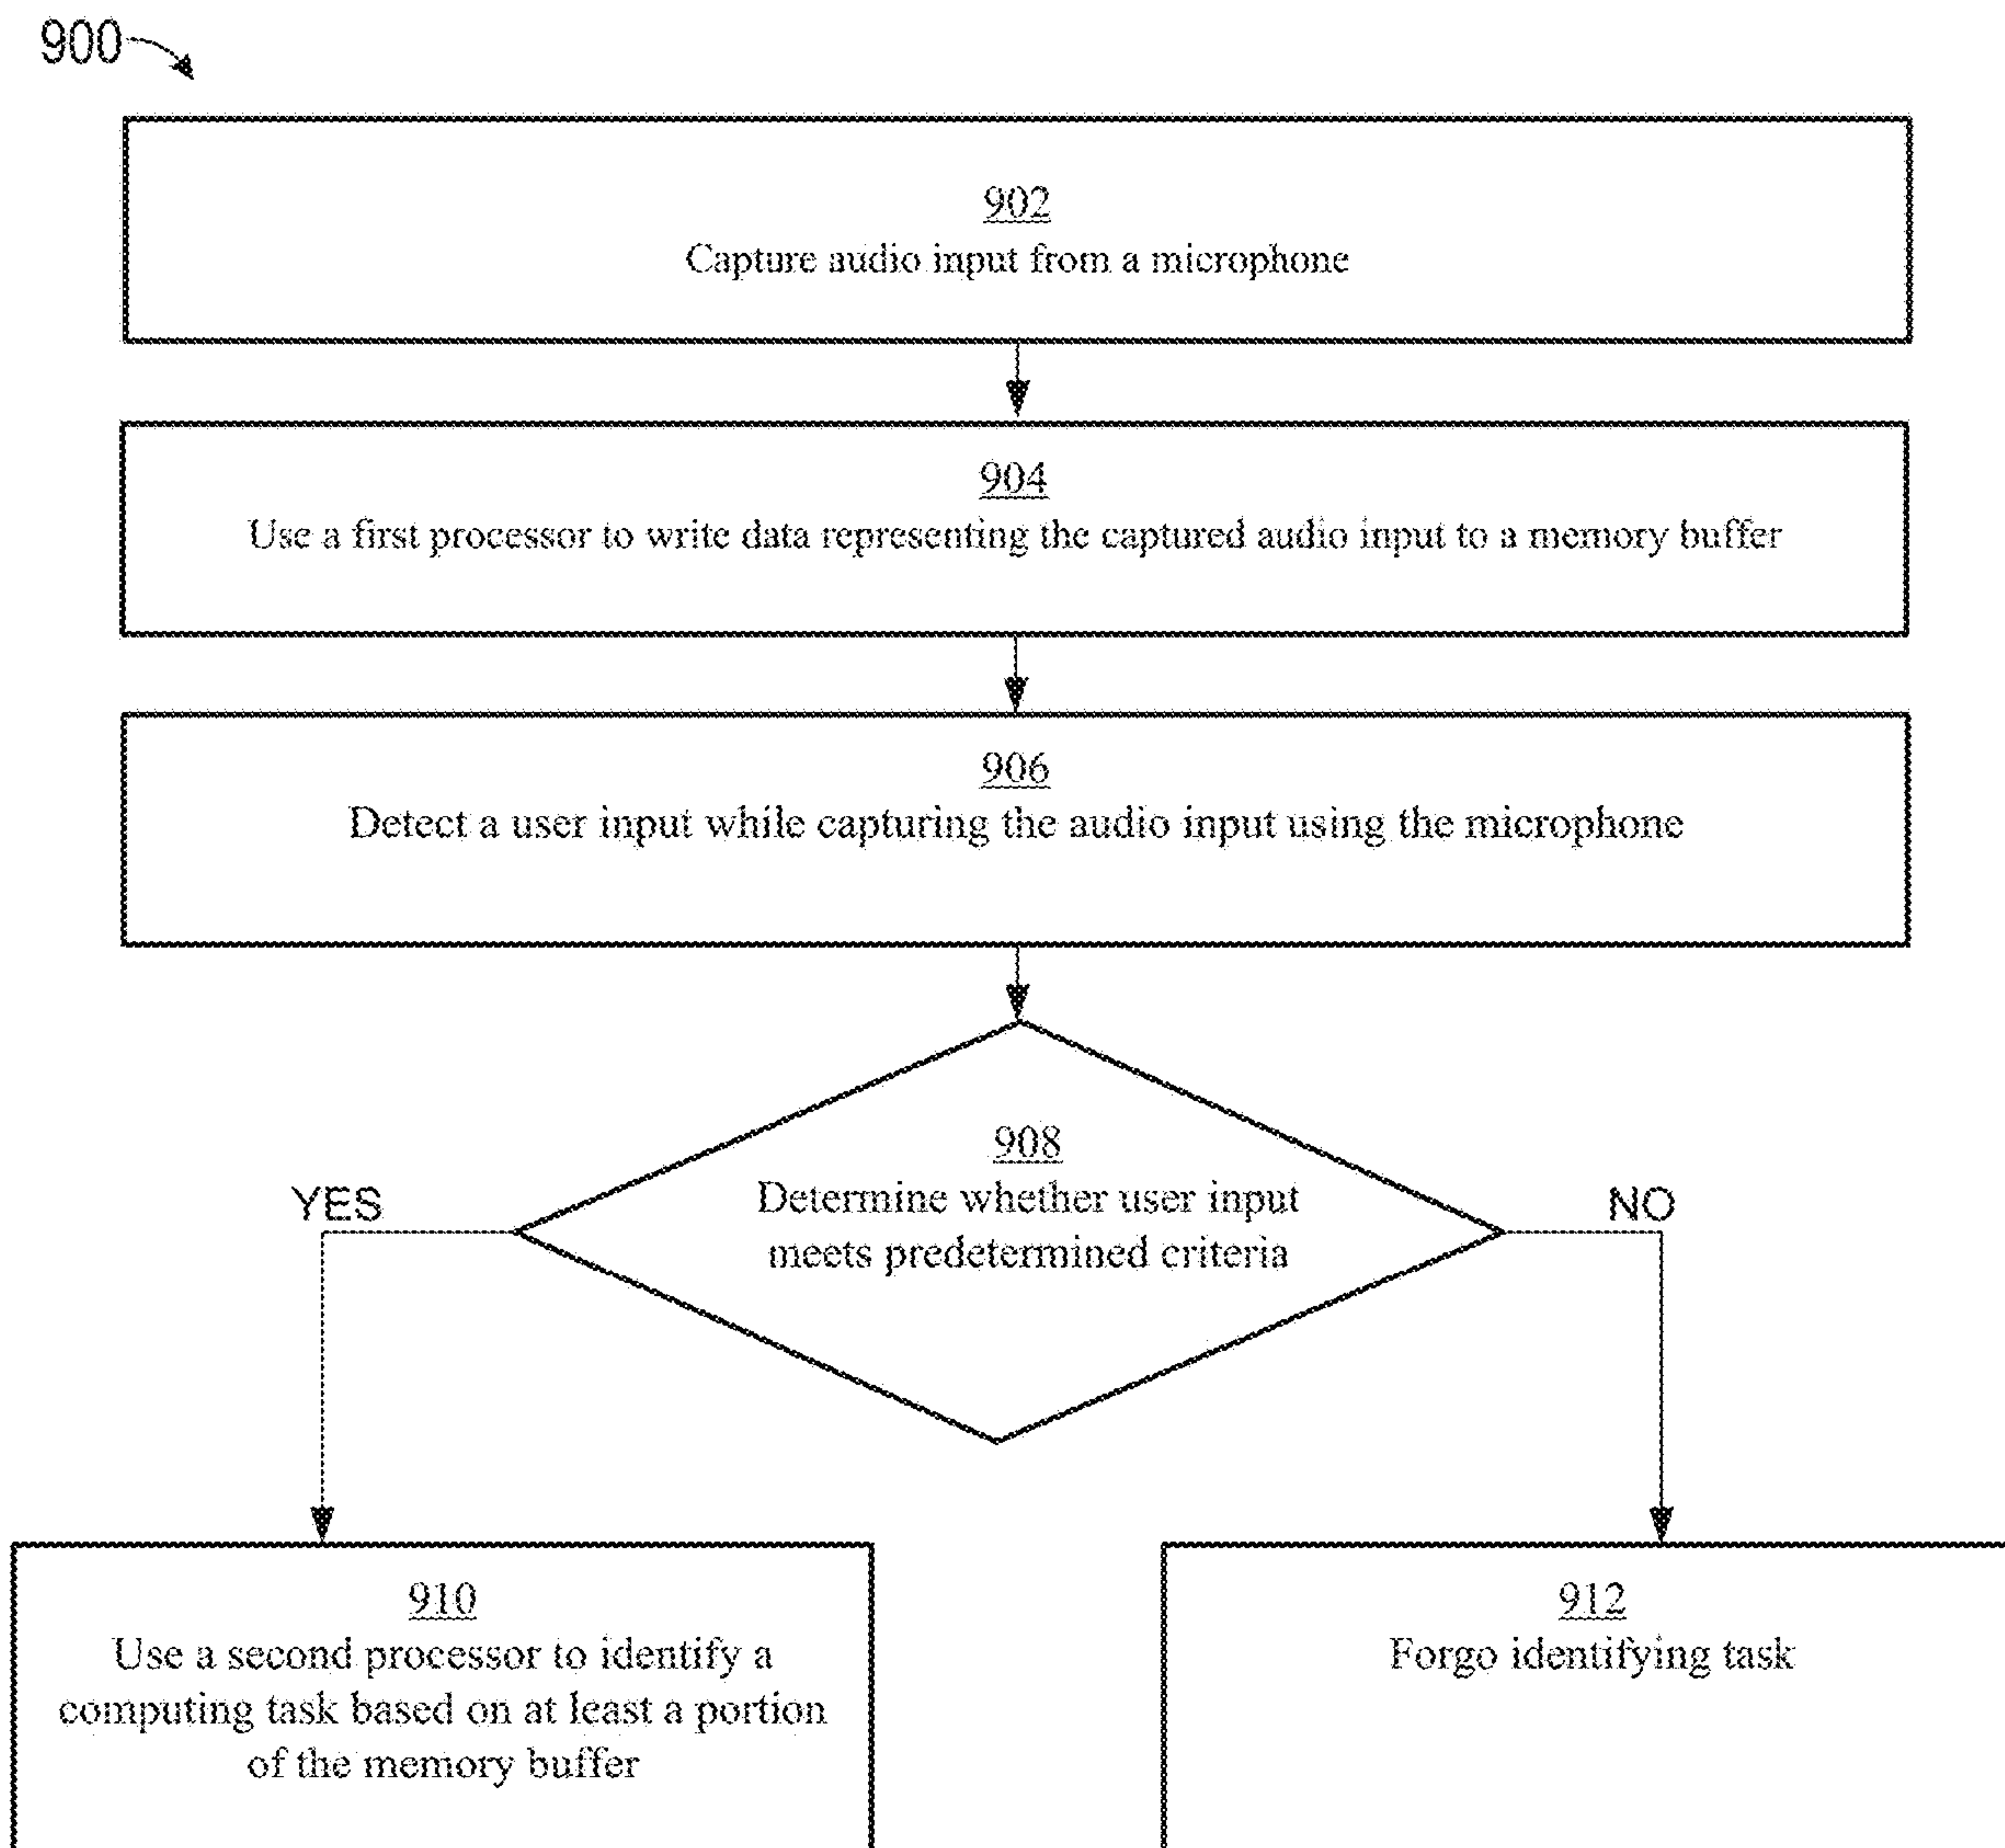 900
902
Capture audio input from a microphone
904
Use a first processor to write data representing the captured audio input to a memory buffer
906
Detect a user input while capturing the audio input using the microphone
908
Determine whether user input
meets predetermined criteria
YES
NO
910
Use a second processor to identify a
computing task based on at least a portion
of the memory buffer
912
Forgo identifying task